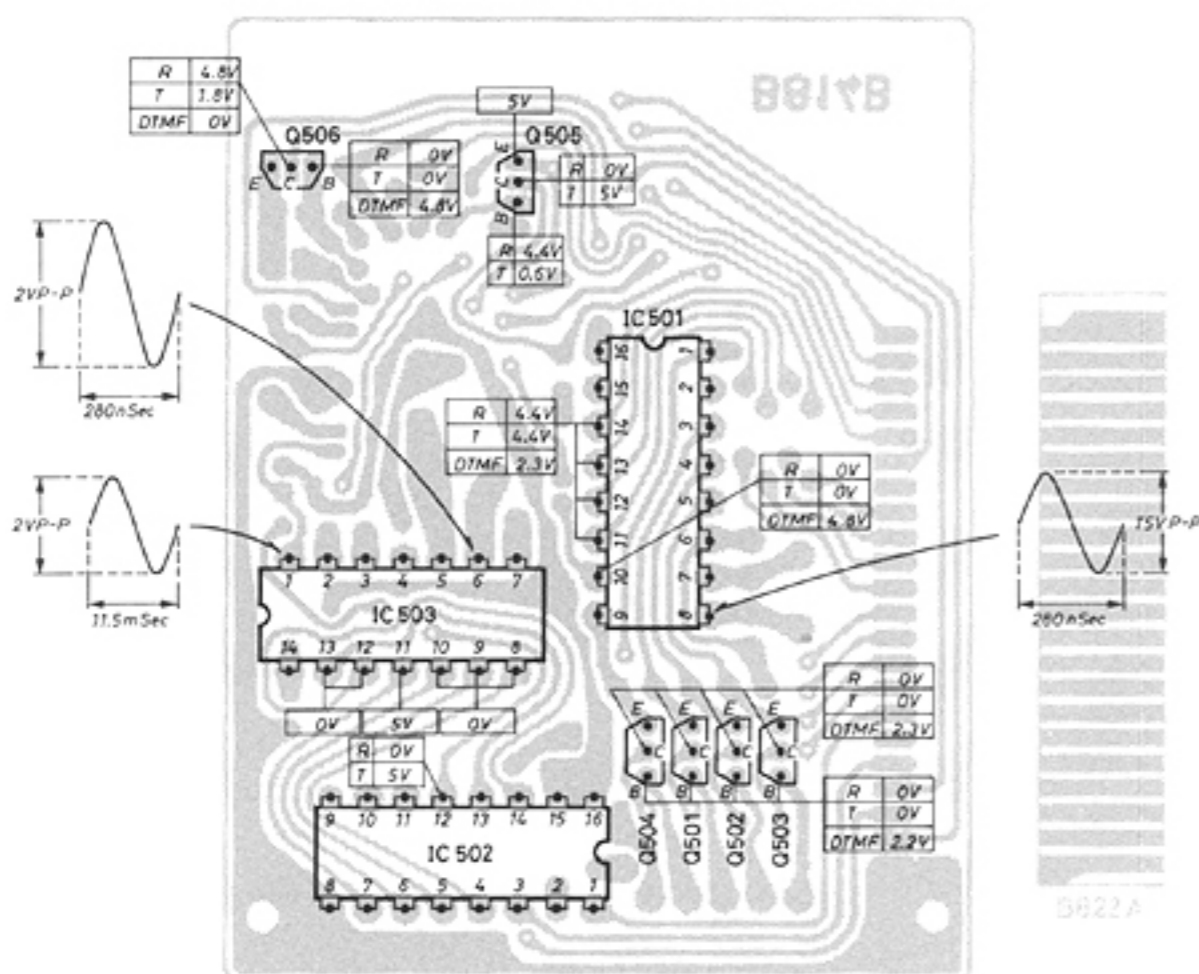 R 4.8V
T 1.8V
DTMF 0V
Q506
E C B
R 0V
T 0V
DTMF 4.8V
5V
Q505
E
C
B
R 0V
T 5V
R 4.4V
T 0.6V
B817B
2VP-P
280nSec
2VP-P
11.5mSec
IC501
16 1
15 2
14 3
13 4
12 5
11 6
10 7
9 8
R 4.4V
T 4.4V
DTMF 2.3V
R 0V
T 0V
DTMF 4.8V
1 2 3 4 5 6 7
IC503
14 13 12 11 10 9 8
0V 5V 0V
R 0V
T 5V
9 10 11 12 13 14 15 16
IC502
8 7 6 5 4 3 2 1
E E E E
C C C C
B B B B
Q504 Q501 Q502 Q503
R 0V
T 0V
DTMF 2.3V
R 0V
T 0V
DTMF 2.2V
280nSec
B822A